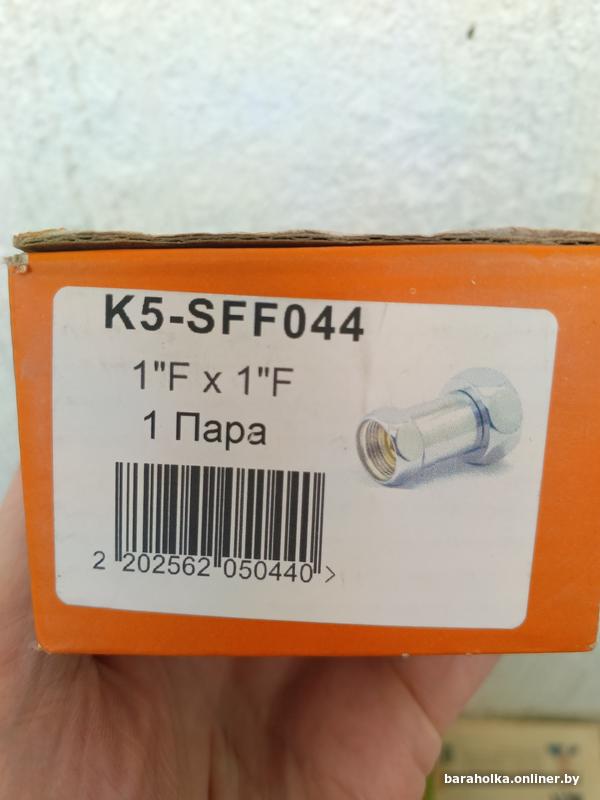 K5-SFF044
1"F x 1"F
1 Пара
2 202562 050440 >
baraholka.onliner.by